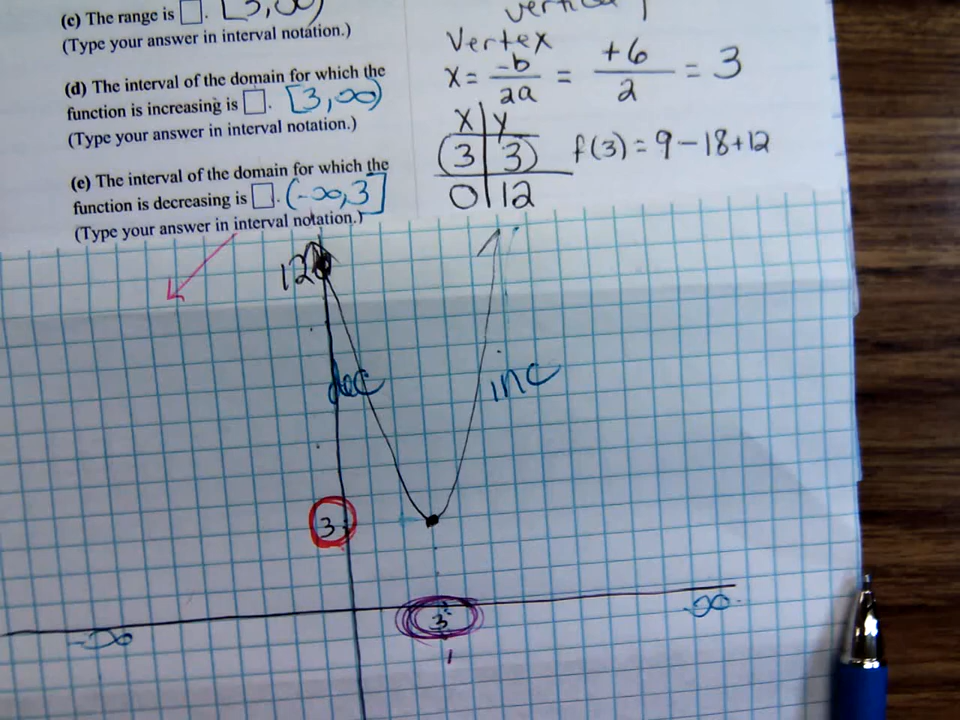 (c) The range is □. [3,∞)
(Type your answer in interval notation.)
(d) The interval of the domain for which the
function is increasing is □. [3,∞)
(Type your answer in interval notation.)
(e) The interval of the domain for which the
function is decreasing is □. (-∞,3]
(Type your answer in interval notation.)
vertical
Vertex
x = -b/2a = +6/2 = 3
x | y
(3 | 3) f(3) = 9 - 18 + 12
0 | 12
12
dec
inc
3
-∞
3
-∞
1